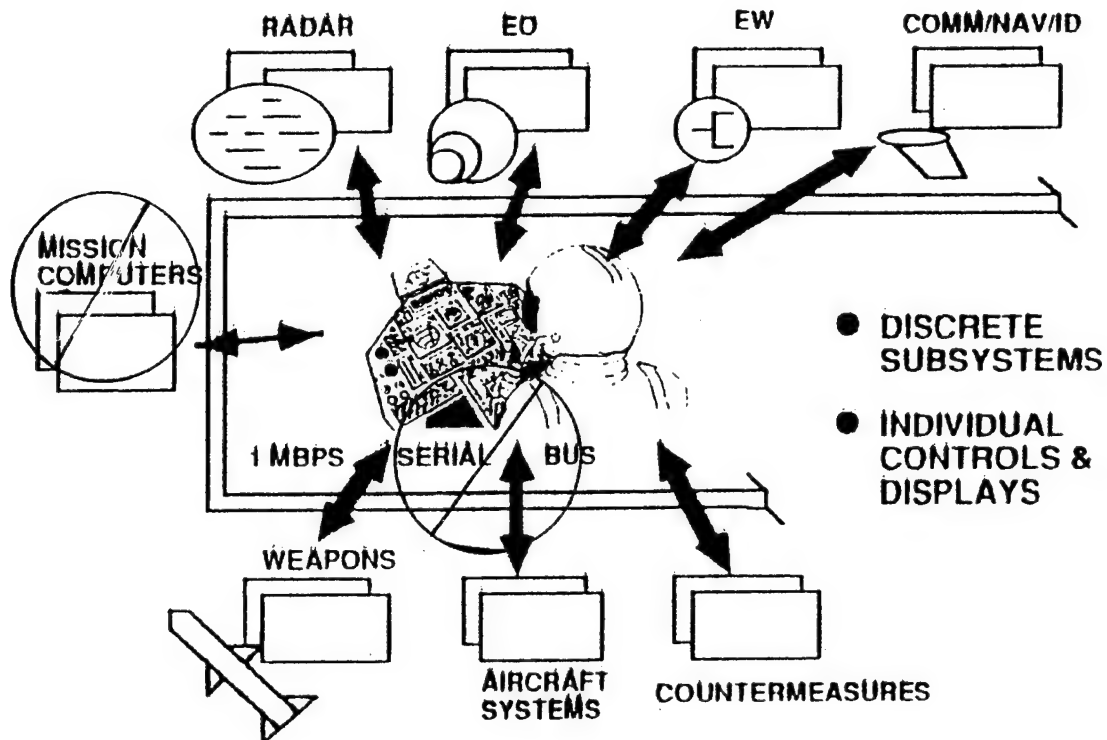 RADAR
EO
EW
COMM/NAV/ID
MISSION
COMPUTERS
● DISCRETE
SUBSYSTEMS
● INDIVIDUAL
CONTROLS &
DISPLAYS
1 MBPS SERIAL BUS
WEAPONS
AIRCRAFT
SYSTEMS
COUNTERMEASURES